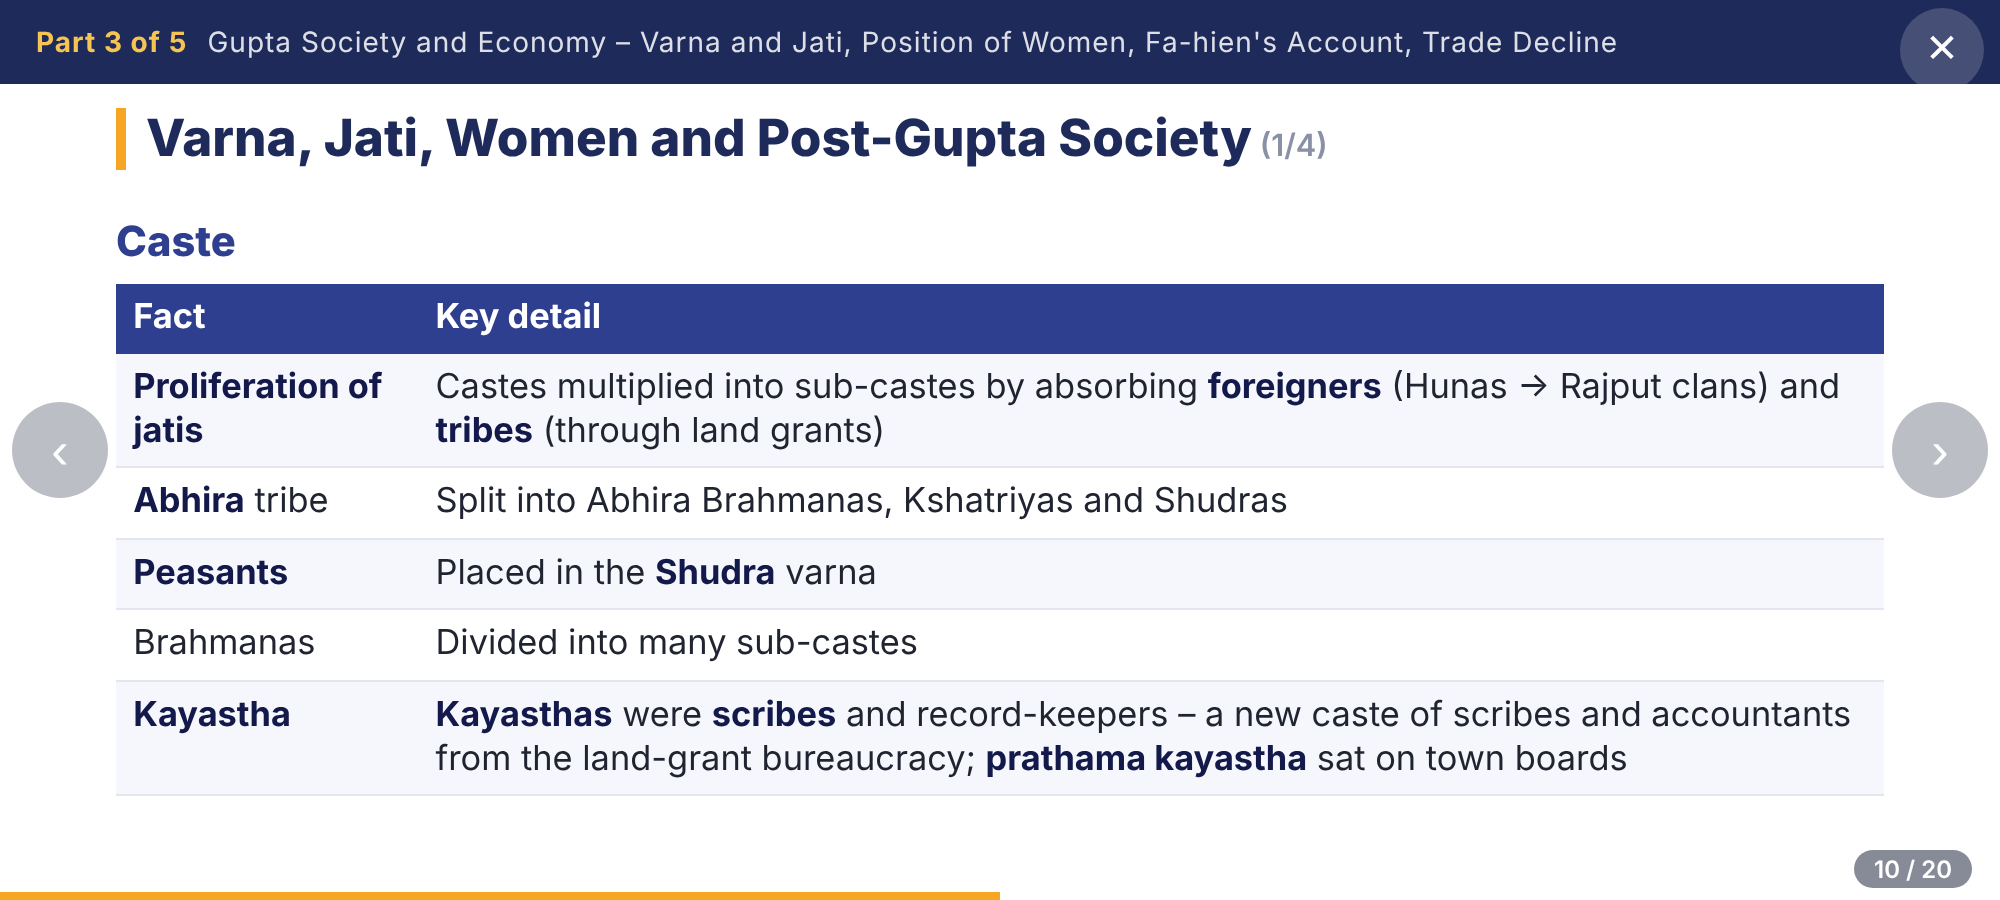 Part 3 of 5 Gupta Society and Economy – Varna and Jati, Position of Women, Fa-hien's Account, Trade Decline
✕
Varna, Jati, Women and Post-Gupta Society (1/4)
Caste
Fact Key detail
Proliferation of jatis Castes multiplied into sub-castes by absorbing foreigners (Hunas → Rajput clans) and
tribes (through land grants)
Abhira tribe Split into Abhira Brahmanas, Kshatriyas and Shudras
Peasants Placed in the Shudra varna
Brahmanas Divided into many sub-castes
Kayastha Kayasthas were scribes and record-keepers – a new caste of scribes and accountants
from the land-grant bureaucracy; prathama kayastha sat on town boards
‹
›
10 / 20